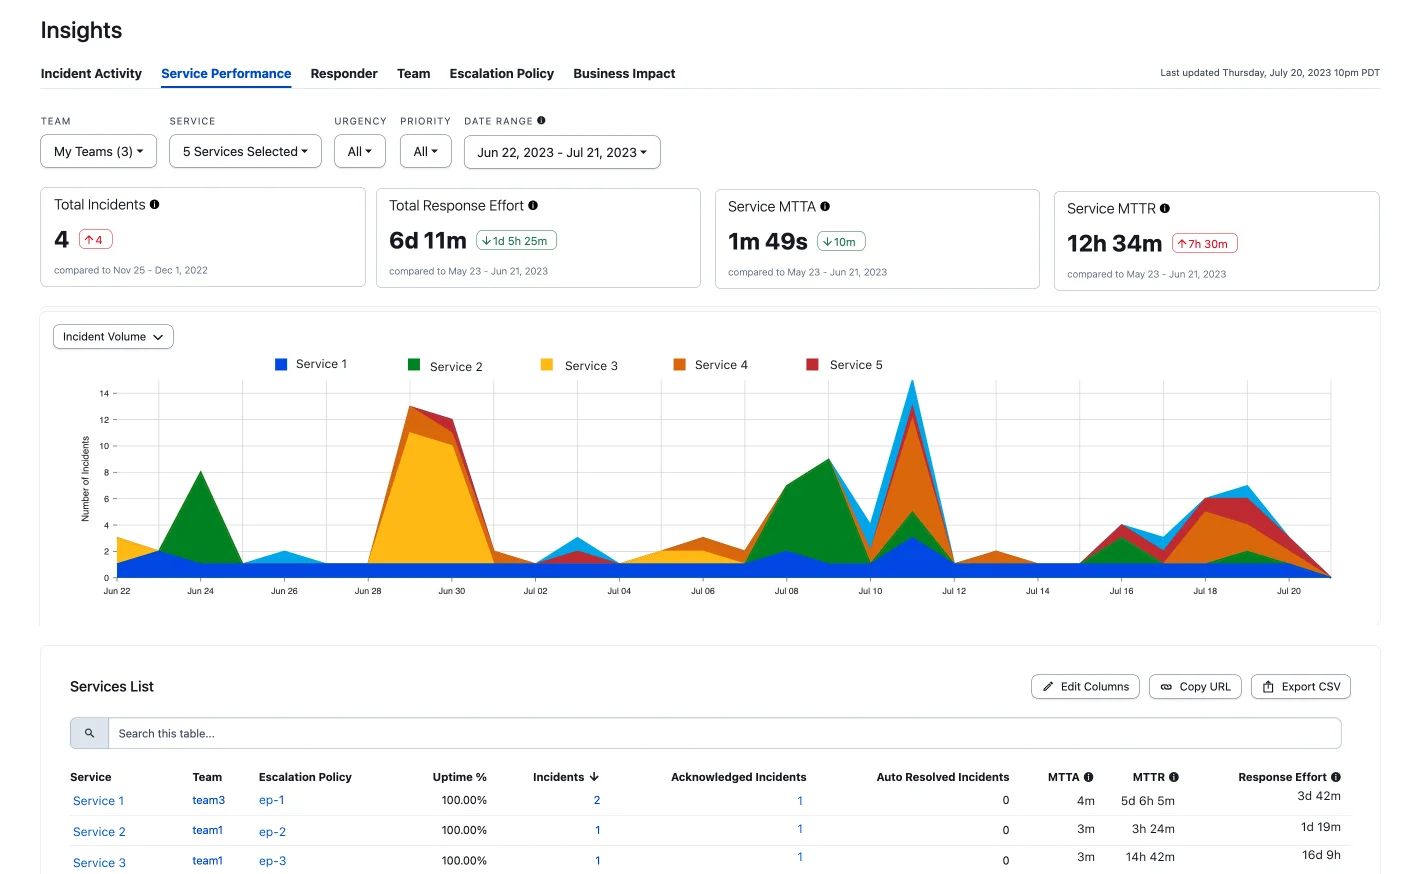 Insights
Incident Activity Service Performance Responder Team Escalation Policy Business Impact Last updated Thursday, July 20, 2023 10pm PDT
TEAM SERVICE URGENCY PRIORITY DATE RANGE
My Teams (3) 5 Services Selected All All Jun 22, 2023 - Jul 21, 2023
Total Incidents Total Response Effort Service MTTA Service MTTR
4 ↑4 6d 11m ↓1d 5h 25m 1m 49s ↓10m 12h 34m ↑7h 30m
compared to Nov 25 - Dec 1, 2022 compared to May 23 - Jun 21, 2023 compared to May 23 - Jun 21, 2023 compared to May 23 - Jun 21, 2023
Incident Volume
Service 1 Service 2 Service 3 Service 4 Service 5
Number of Incidents
14
12
10
8
6
4
2
0
Jun 22 Jun 24 Jun 26 Jun 28 Jun 30 Jul 02 Jul 04 Jul 06 Jul 08 Jul 10 Jul 12 Jul 14 Jul 16 Jul 18 Jul 20
Services List Edit Columns Copy URL Export CSV
Search this table...
Service Team Escalation Policy Uptime % Incidents ↓ Acknowledged Incidents Auto Resolved Incidents MTTA MTTR Response Effort
Service 1 team3 ep-1 100.00% 2 1 0 4m 5d 6h 5m 3d 42m
Service 2 team1 ep-2 100.00% 1 1 0 3m 3h 24m 1d 19m
Service 3 team1 ep-3 100.00% 1 1 0 3m 14h 42m 16d 9h